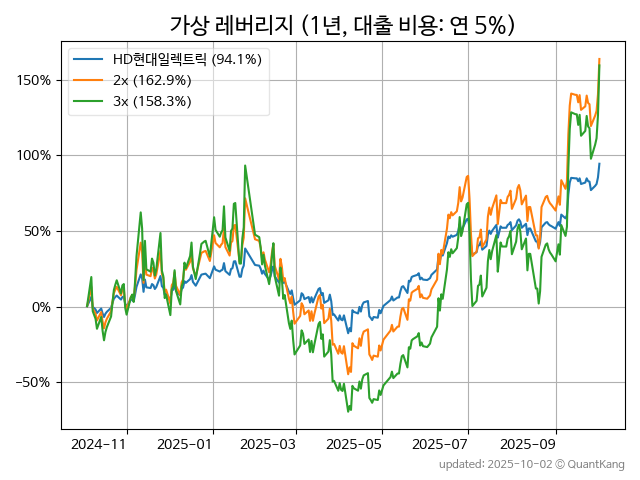 가상 레버리지 (1년, 대출 비용: 연 5%)
HD현대일렉트릭 (94.1%)
2x (162.9%)
3x (158.3%)
150%
100%
50%
0%
−50%
2024-11
2025-01
2025-03
2025-05
2025-07
2025-09
updated: 2025-10-02 © QuantKang